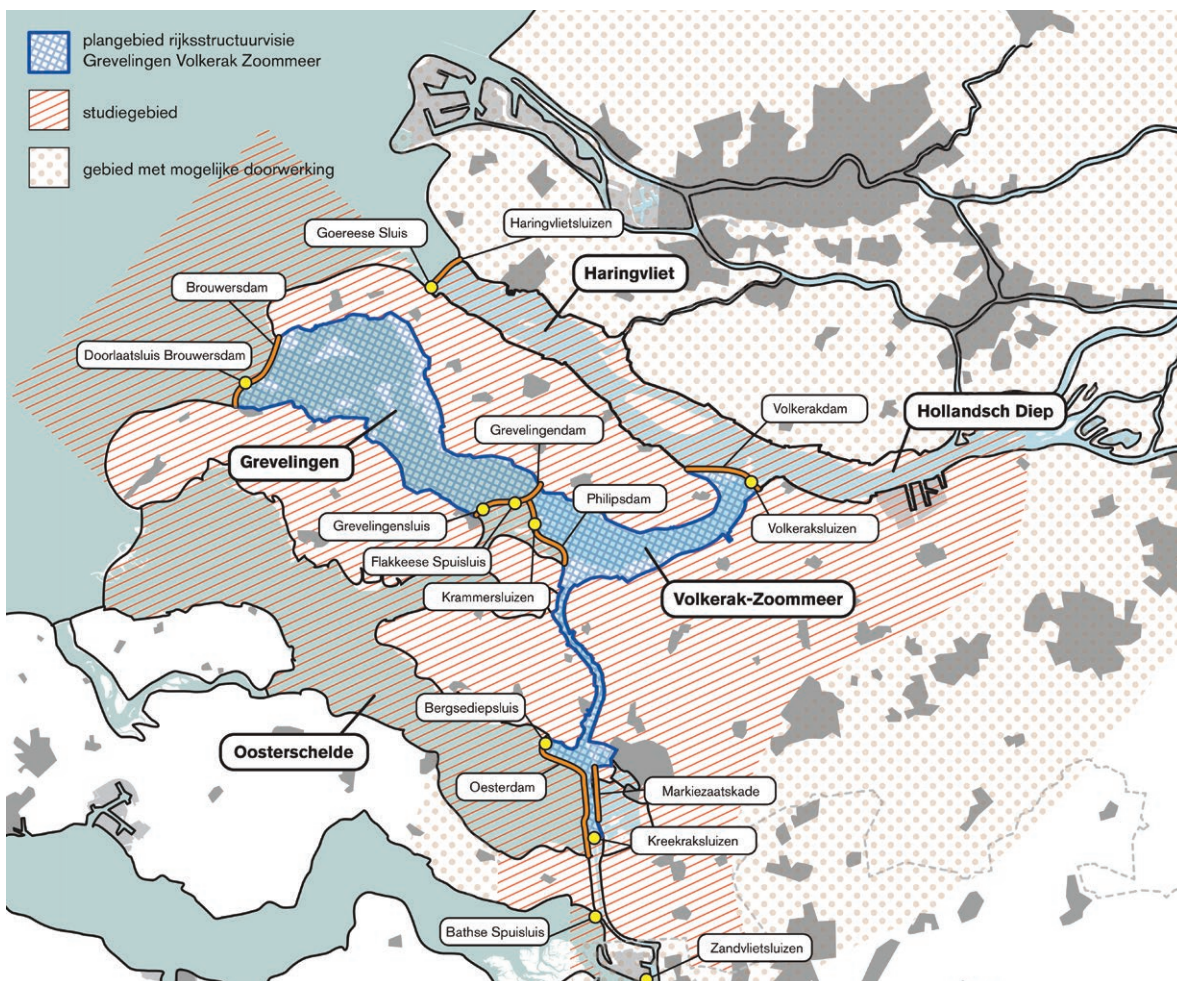 plangebied rijksstructuurvisie
Grevelingen Volkerak Zoommeer
studiegebied
gebied met mogelijke doorwerking
Goereese Sluis
Haringvlietsluizen
Haringvliet
Brouwersdam
Doorlaatsluis Brouwersdam
Volkerakdam
Hollandsch Diep
Grevelingendam
Grevelingen
Philipsdam
Grevelingensluis
Volkeraksluizen
Flakkeese Spuisluis
Krammersluizen
Volkerak-Zoommeer
Bergsediepsluis
Oosterschelde
Oesterdam
Markiezaatskade
Kreekraksluizen
Bathse Spuisluis
Zandvlietsluizen